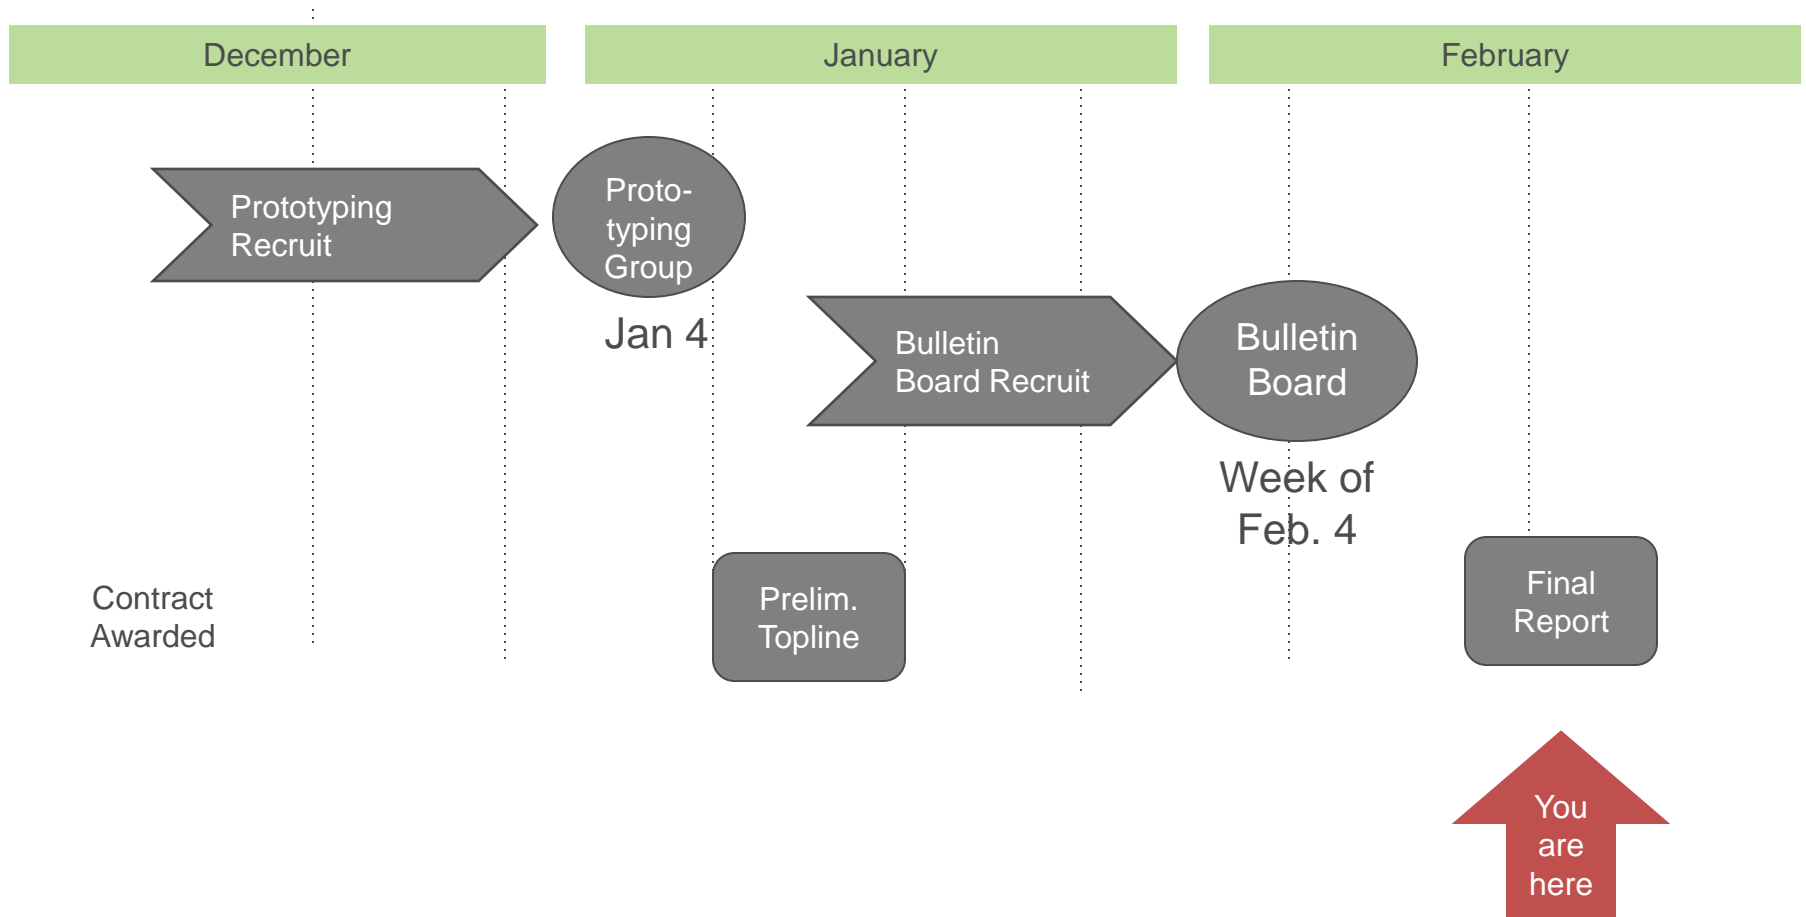 December
January
February
Prototyping
Recruit
Proto-
typing
Group
Jan 4
Bulletin
Board Recruit
Bulletin
Board
Week of
Feb. 4
Contract
Awarded
Prelim.
Topline
Final
Report
You
are
here